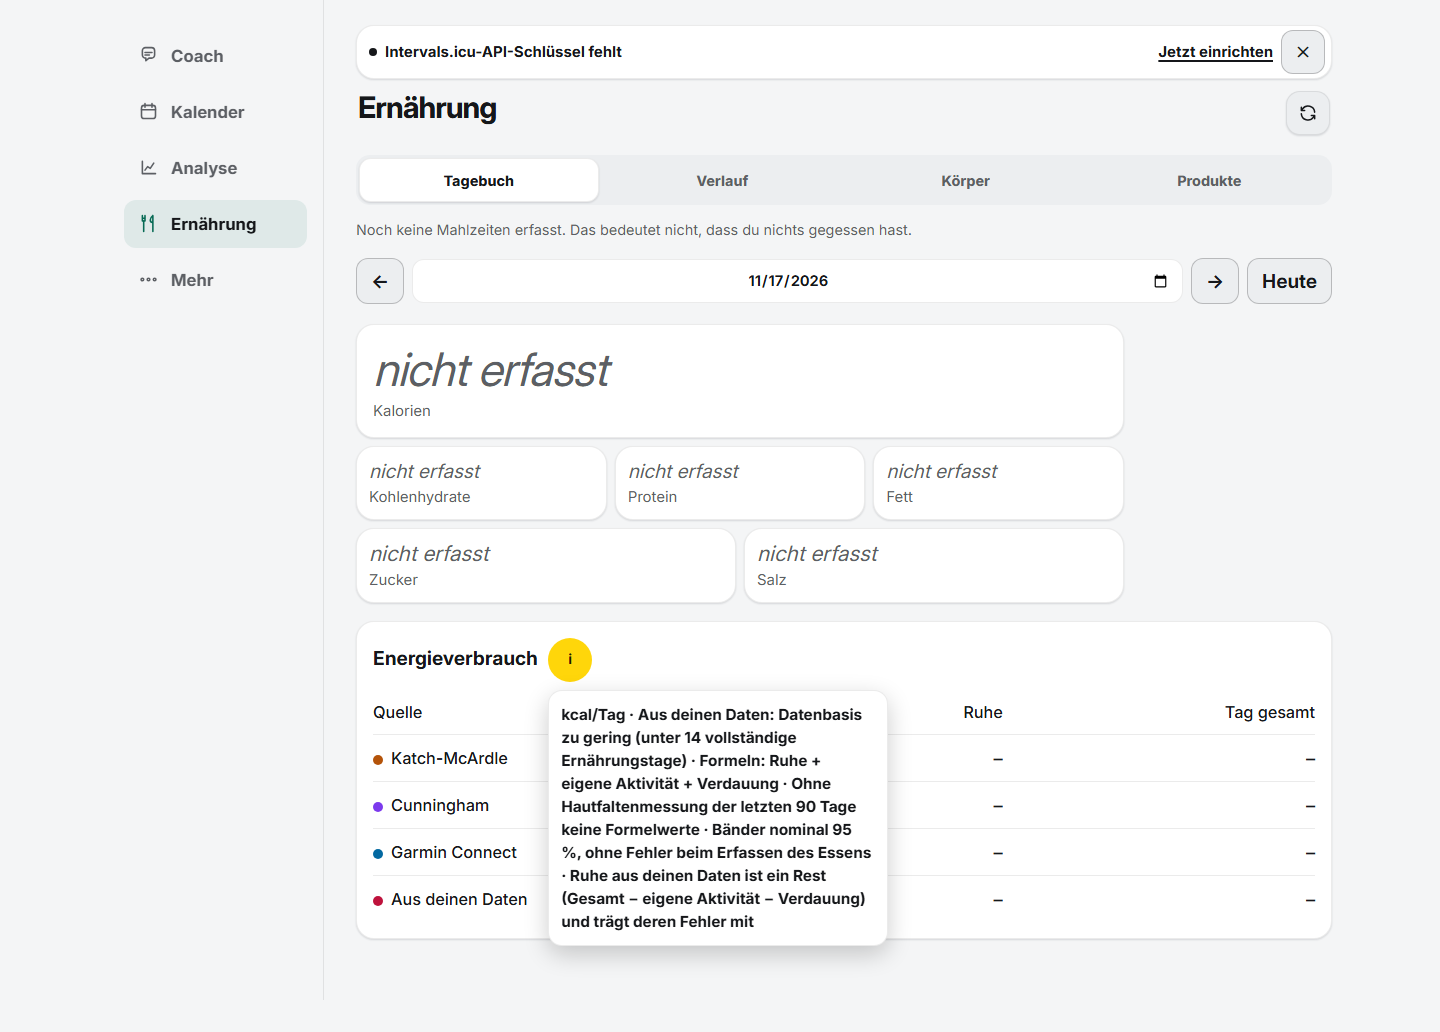 Coach
Kalender
Analyse
Ernährung
Mehr
Intervals.icu-API-Schlüssel fehlt
Jetzt einrichten
Ernährung
Tagebuch
Verlauf
Körper
Produkte
Noch keine Mahlzeiten erfasst. Das bedeutet nicht, dass du nichts gegessen hast.
11/17/2026
Heute
nicht erfasst
Kalorien
nicht erfasst
Kohlenhydrate
nicht erfasst
Protein
nicht erfasst
Fett
nicht erfasst
Zucker
nicht erfasst
Salz
Energieverbrauch
i
Quelle
Ruhe
Tag gesamt
Katch-McArdle
–
–
Cunningham
–
–
Garmin Connect
–
–
Aus deinen Daten
–
–
kcal/Tag · Aus deinen Daten: Datenbasis
zu gering (unter 14 vollständige
Ernährungstage) · Formeln: Ruhe +
eigene Aktivität + Verdauung · Ohne
Hautfaltenmessung der letzten 90 Tage
keine Formelwerte · Bänder nominal 95
%, ohne Fehler beim Erfassen des Essens
· Ruhe aus deinen Daten ist ein Rest
(Gesamt − eigene Aktivität − Verdauung)
und trägt deren Fehler mit